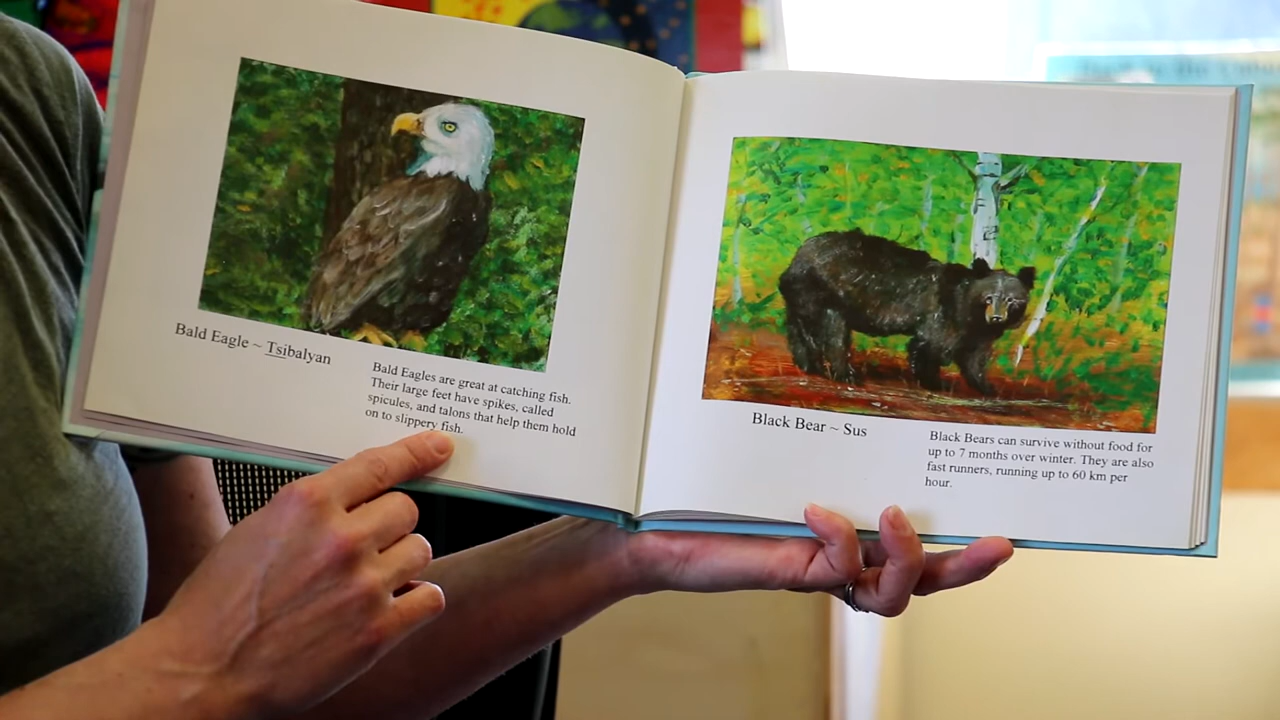 Bald Eagle ~ Tsibalyan
Bald Eagles are great at catching fish.
Their large feet have spikes, called
spicules, and talons that help them hold
on to slippery fish.
Black Bear ~ Sus
Black Bears can survive without food for
up to 7 months over winter. They are also
fast runners, running up to 60 km per
hour.